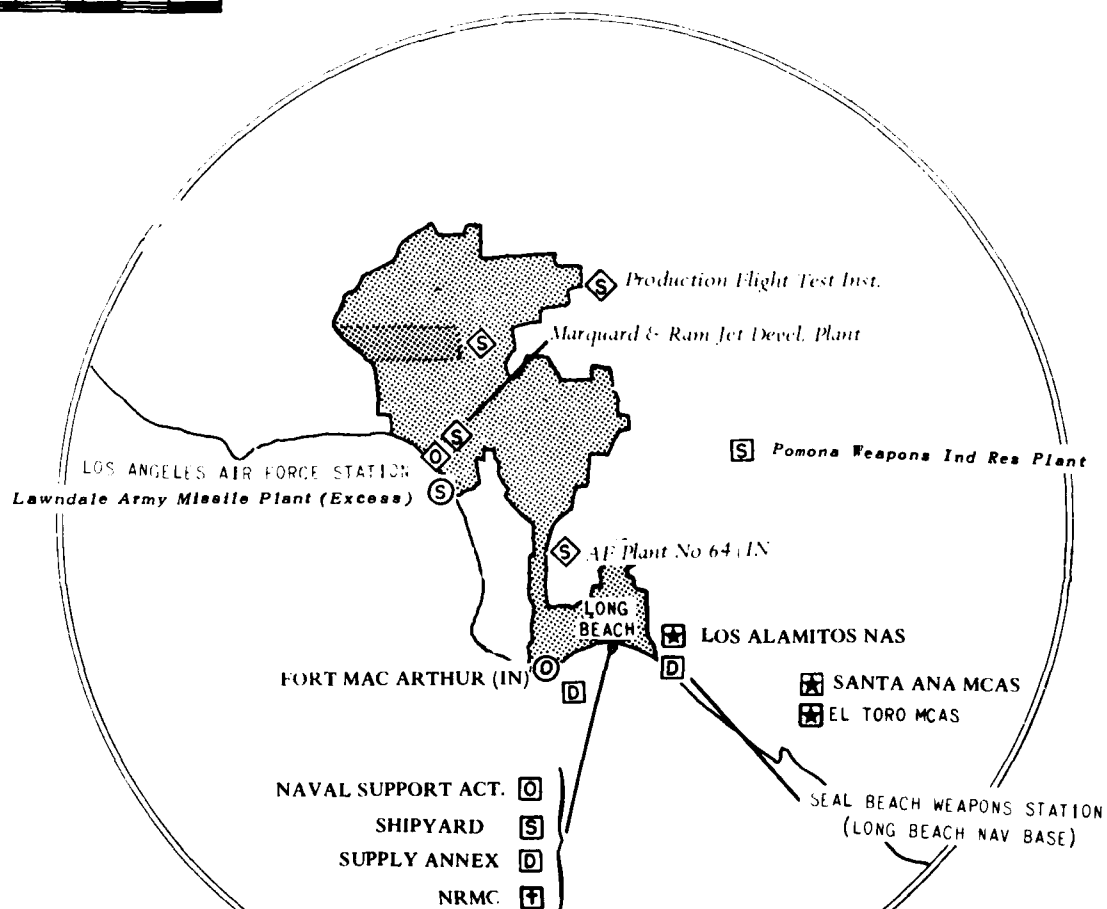 S Production Flight Test Inst.
S
Marquard & Ram Jet Devel. Plant
S
O
LOS ANGELES AIR FORCE STATION
S Pomona Weapons Ind Res Plant
Lawndale Army Missile Plant (Excess) S
S AF Plant No 64 (IN
LONG
BEACH
LOS ALAMITOS NAS
FORT MAC ARTHUR (IN) O
D
D
SANTA ANA MCAS
EL TORO MCAS
NAVAL SUPPORT ACT. O
SHIPYARD S
SUPPLY ANNEX D
NRMC
SEAL BEACH WEAPONS STATION
(LONG BEACH NAV BASE)